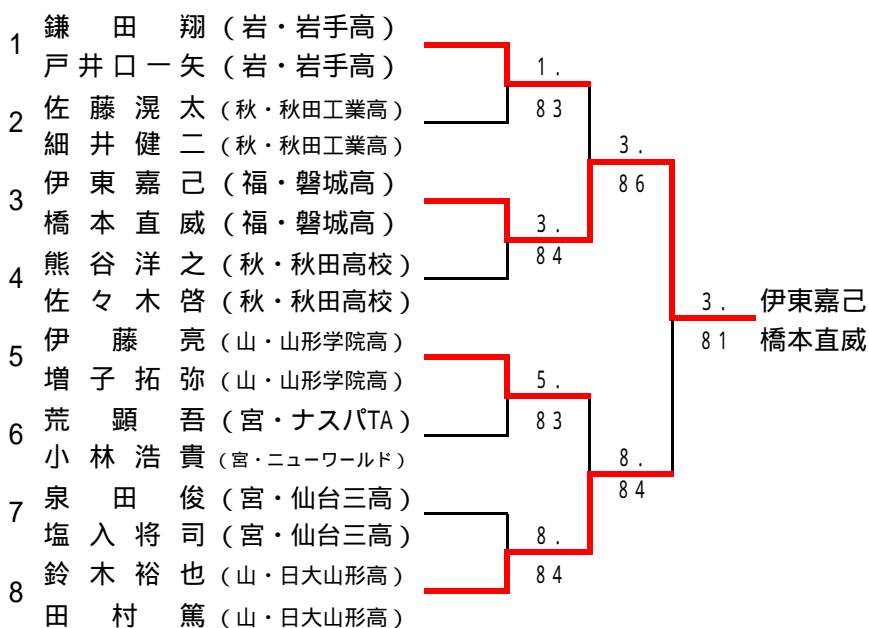 1
鎌田翔(岩・岩手高)
戸井口一矢(岩・岩手高)
2
佐藤滉太(秋・秋田工業高)
細井健二(秋・秋田工業高)
3
伊東嘉己(福・磐城高)
橋本直威(福・磐城高)
4
熊谷洋之(秋・秋田高校)
佐々木啓(秋・秋田高校)
5
伊藤亮(山・山形学院高)
増子拓弥(山・山形学院高)
6
荒顕吾(宮・ナスパTA)
小林浩貴(宮・ニューワールド)
7
泉田俊(宮・仙台三高)
塩入将司(宮・仙台三高)
8
鈴木裕也(山・日大山形高)
田村篤(山・日大山形高)
1.
83
3.
84
5.
83
8.
84
3.
86
8.
84
3.
81
伊東嘉己
橋本直威